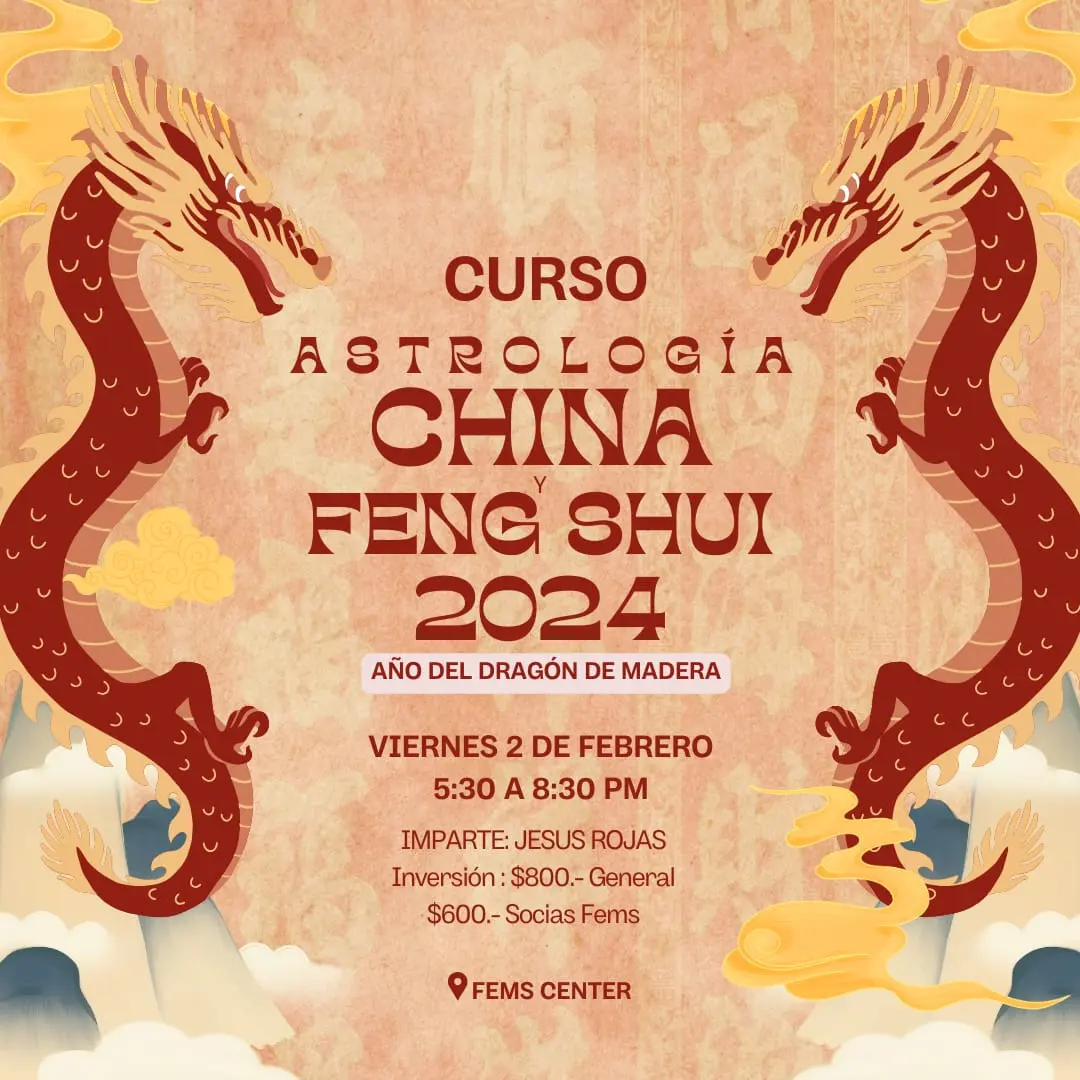 CURSO
ASTROLOGÍA
CHINA
Y
FENG SHUI
2024
AÑO DEL DRAGÓN DE MADERA
VIERNES 2 DE FEBRERO
5:30 A 8:30 PM
IMPARTE: JESUS ROJAS
Inversión : $800.- General
$600.- Socias Fems
FEMS CENTER